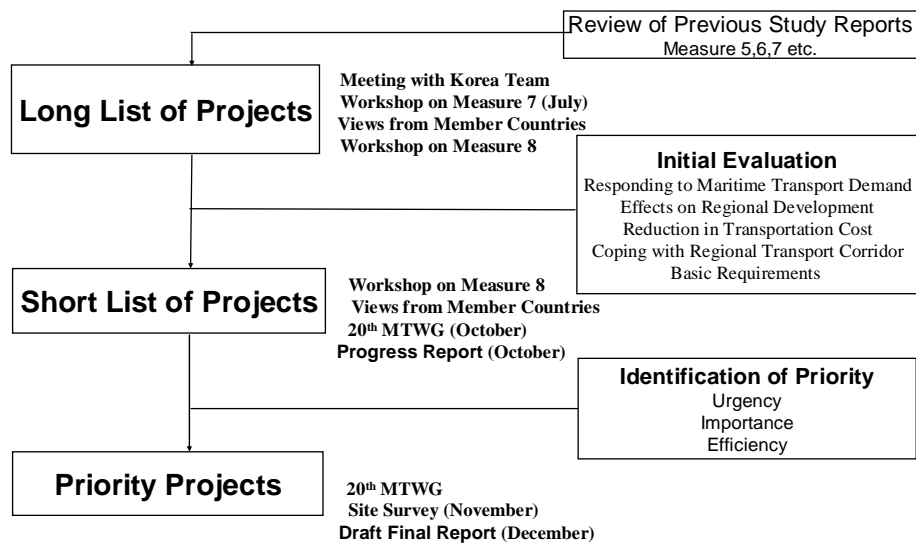 Review of Previous Study Reports
Measure 5,6,7 etc.
Long List of Projects
Meeting with Korea Team
Workshop on Measure 7 (July)
Views from Member Countries
Workshop on Measure 8
Initial Evaluation
Responding to Maritime Transport Demand
Effects on Regional Development
Reduction in Transportation Cost
Coping with Regional Transport Corridor
Basic Requirements
Short List of Projects
Workshop on Measure 8
Views from Member Countries
20th MTWG (October)
Progress Report (October)
Identification of Priority
Urgency
Importance
Efficiency
Priority Projects
20th MTWG
Site Survey (November)
Draft Final Report (December)